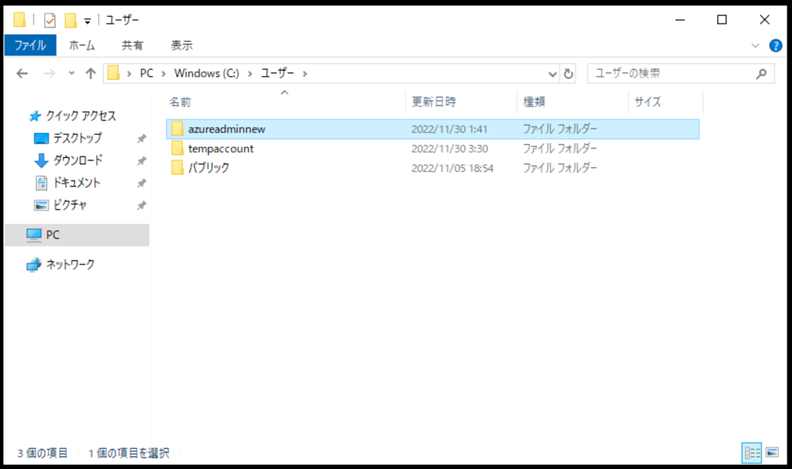 ユーザー
ファイル ホーム 共有 表示
PC › Windows (C:) › ユーザー › ユーザーの検索
名前 更新日時 種類 サイズ
クイック アクセス
デスクトップ
ダウンロード
ドキュメント
ピクチャ
PC
ネットワーク
azureadminnew 2022/11/30 1:41 ファイル フォルダー
tempaccount 2022/11/30 3:30 ファイル フォルダー
パブリック 2022/11/05 18:54 ファイル フォルダー
3 個の項目 1 個の項目を選択